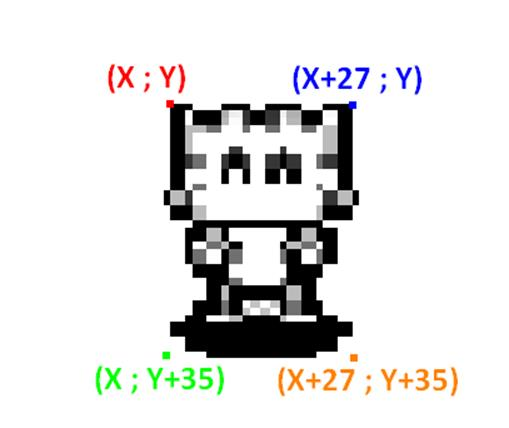 (X ; Y)
(X+27 ; Y)
(X ; Y+35)
(X+27 ; Y+35)